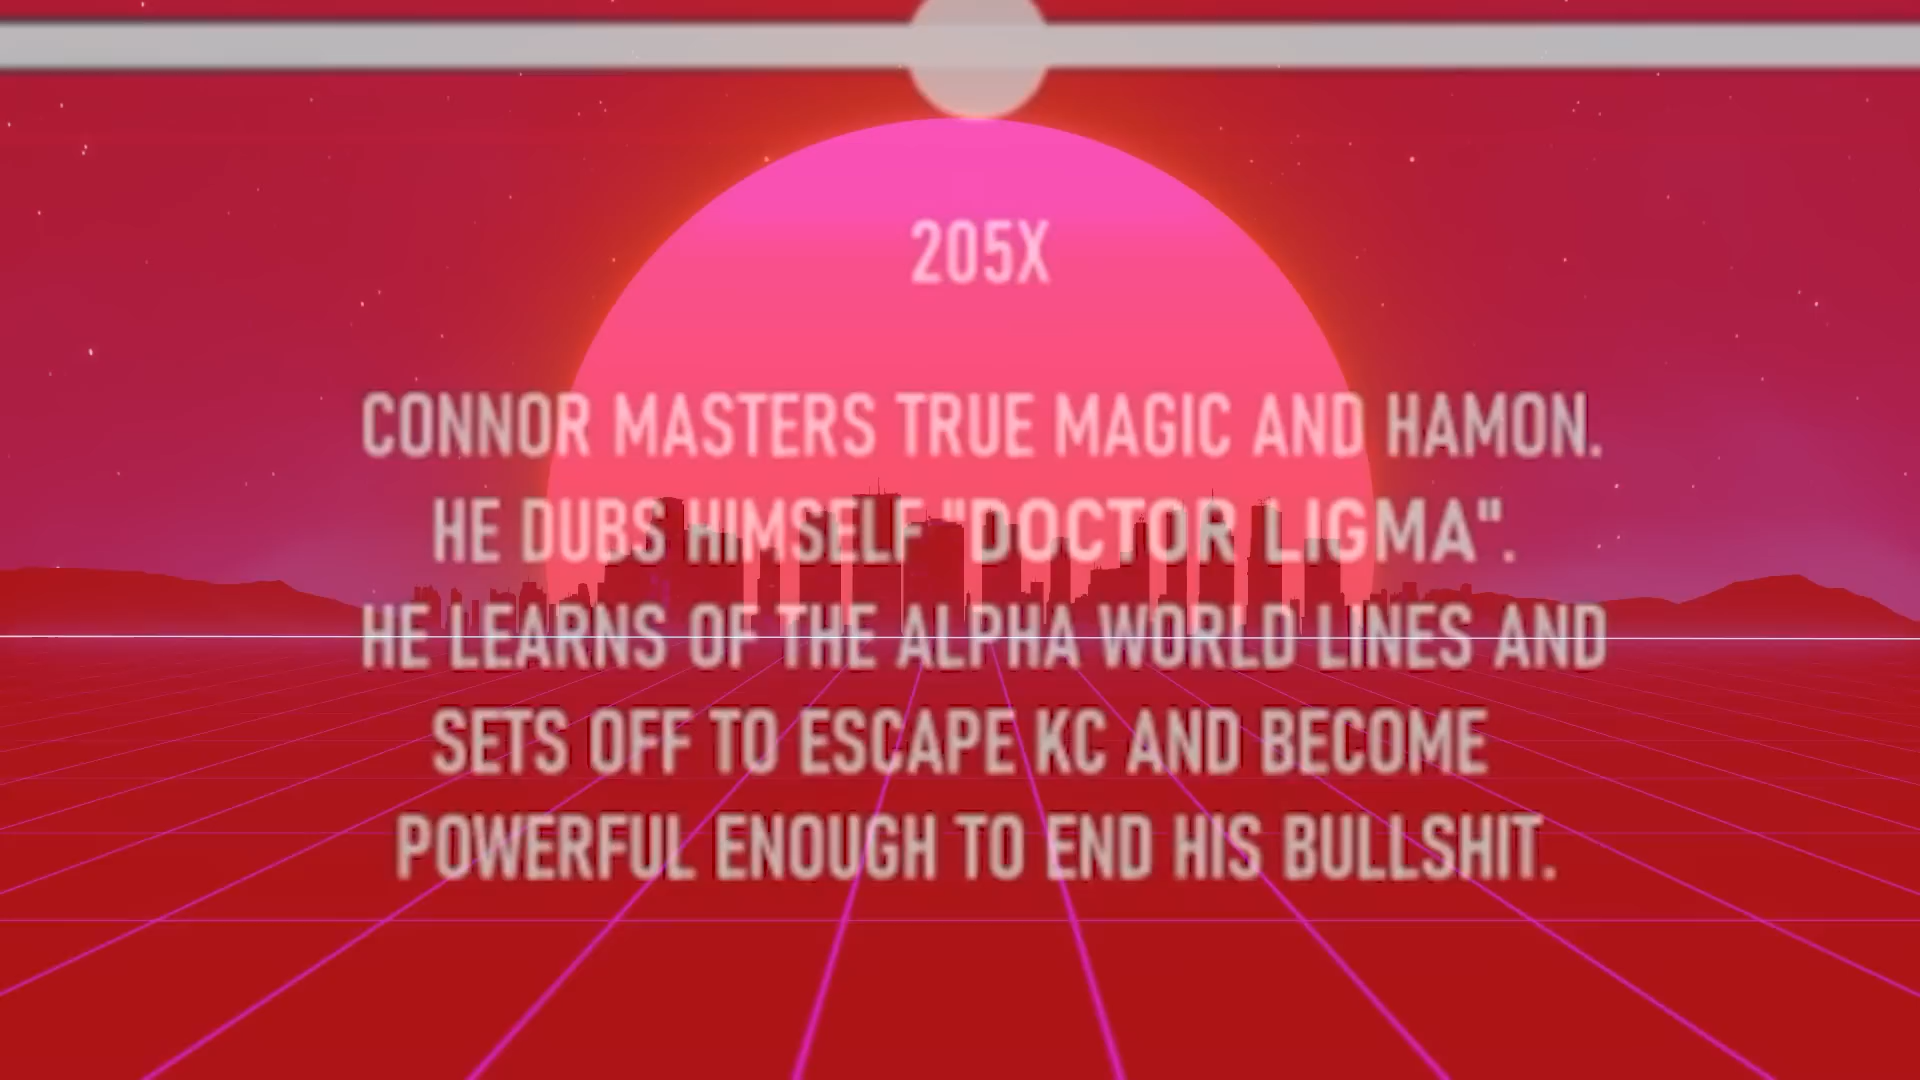 205X
CONNOR MASTERS TRUE MAGIC AND HAMON.
HE DUBS HIMSELF "DOCTOR LIGMA".
HE LEARNS OF THE ALPHA WORLD LINES AND
SETS OFF TO ESCAPE KC AND BECOME
POWERFUL ENOUGH TO END HIS BULLSHIT.